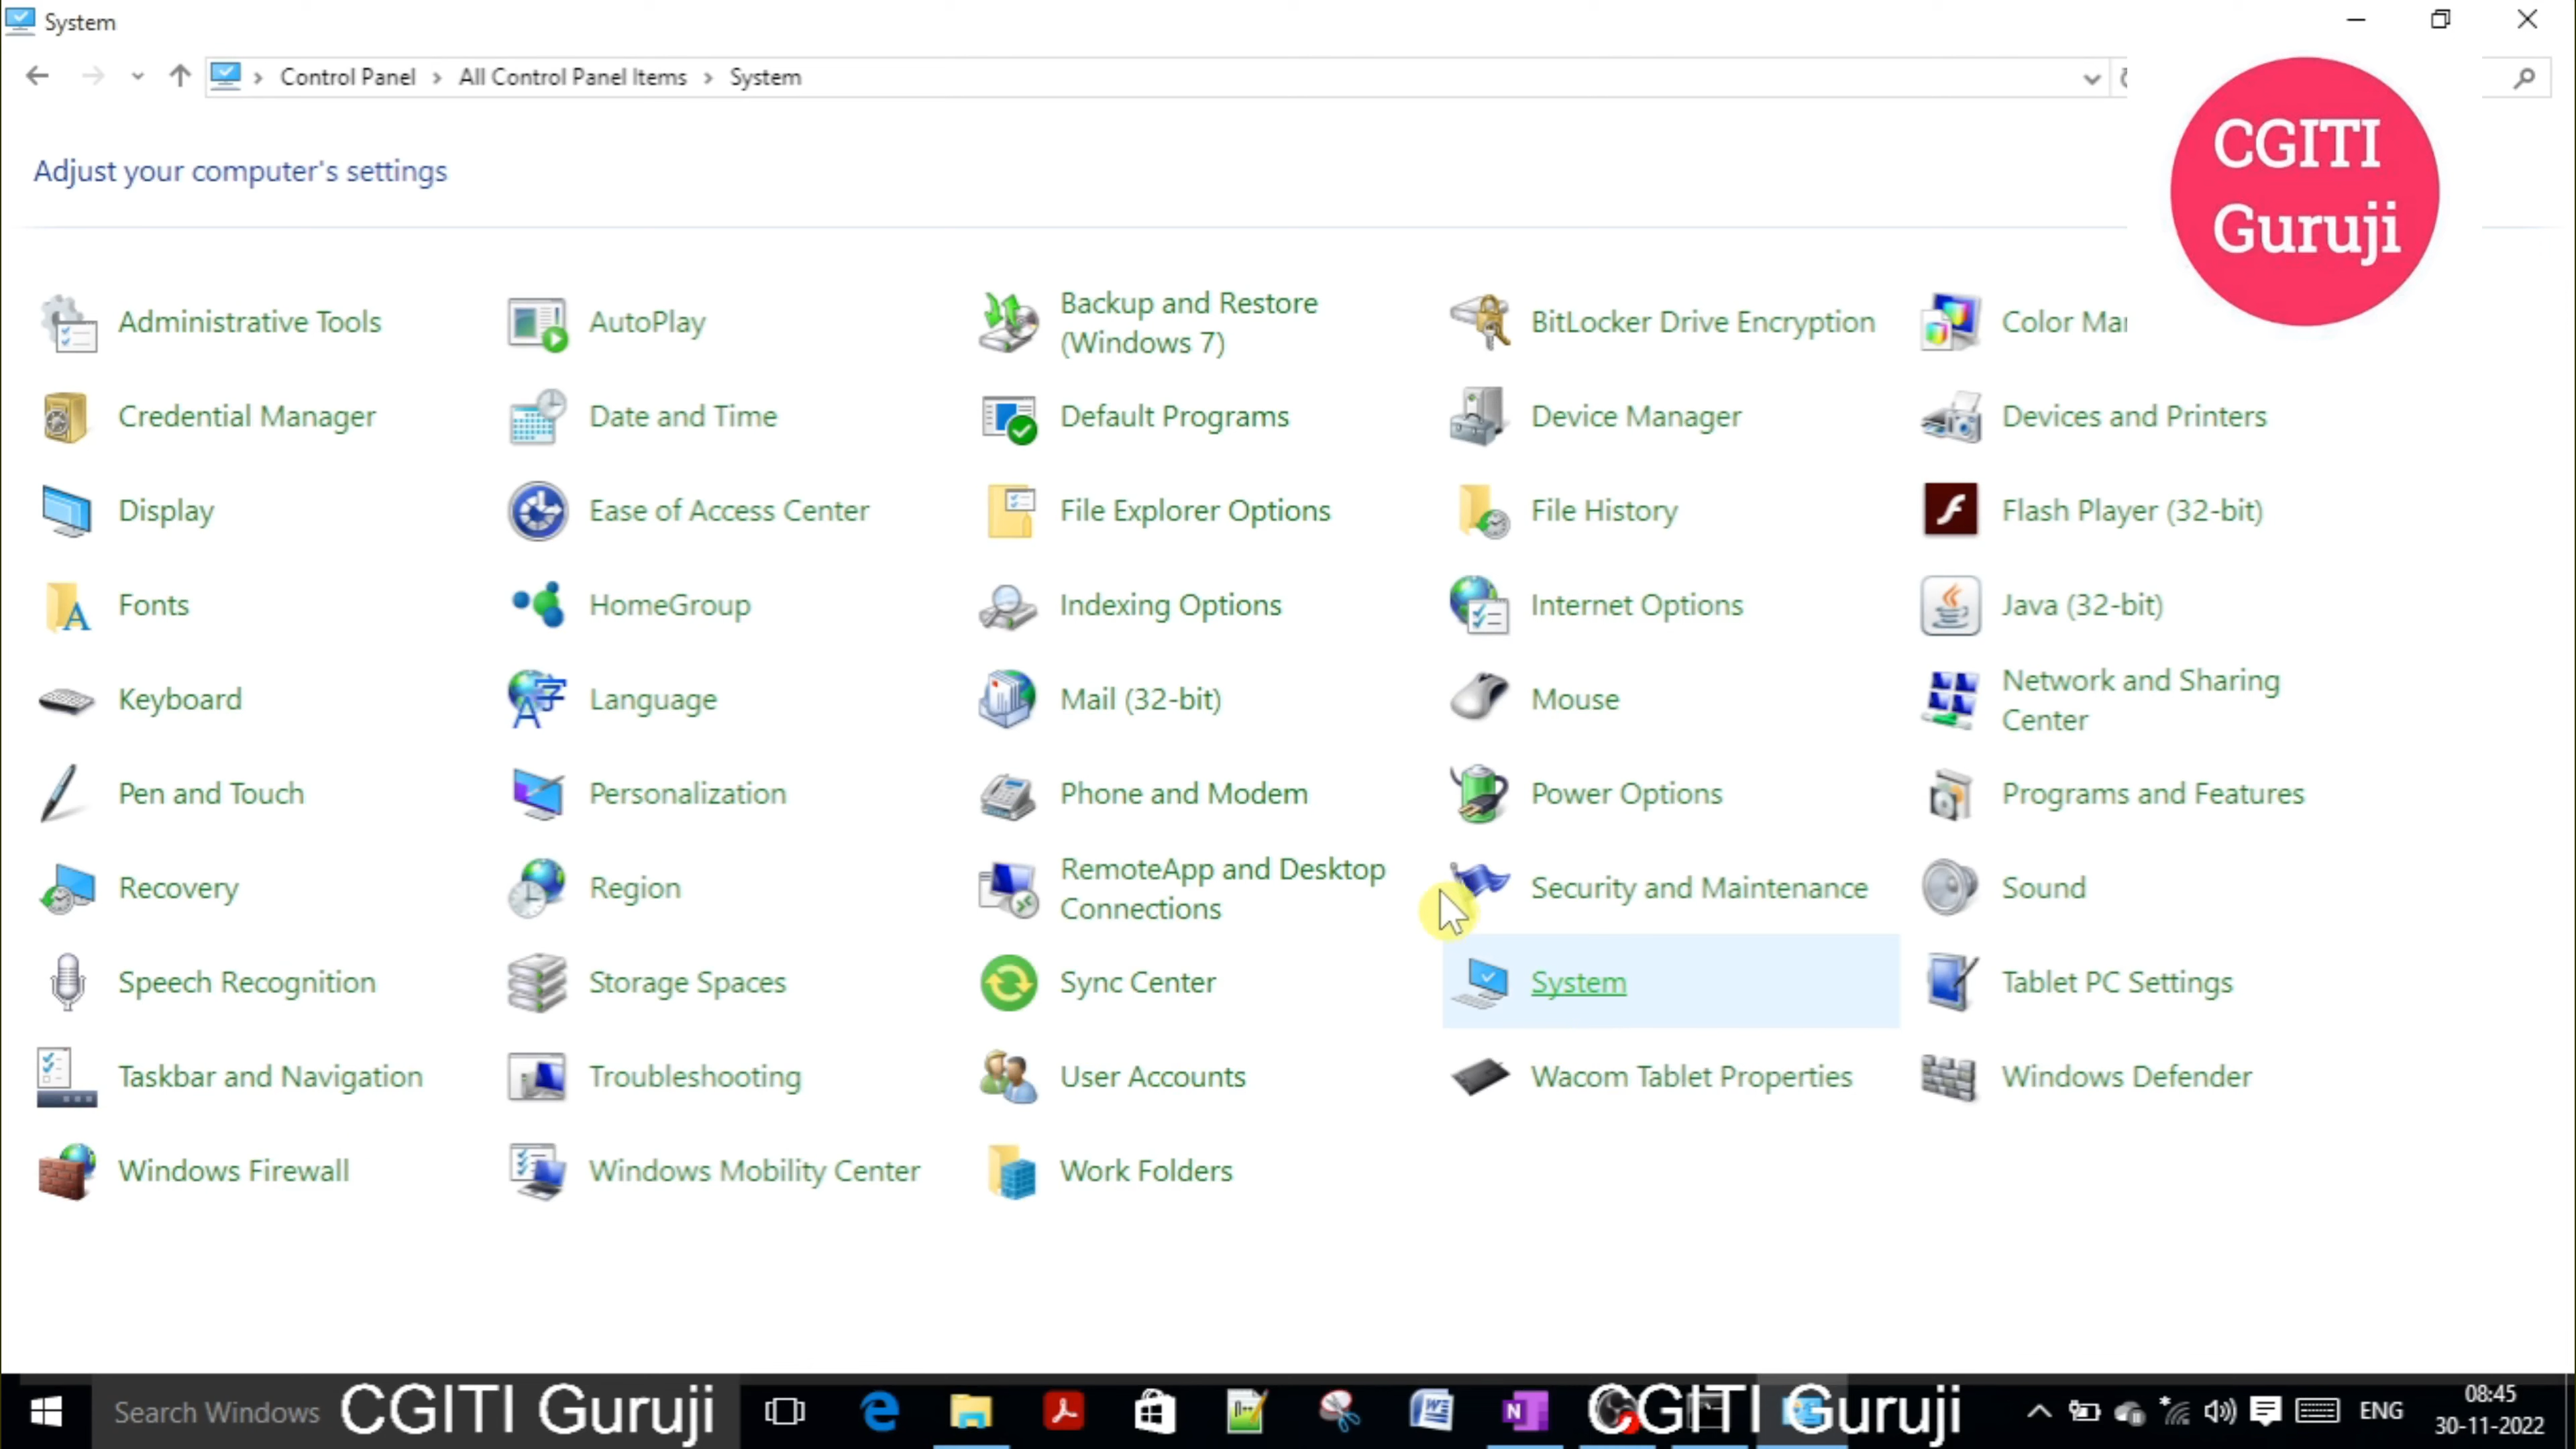 System
Control Panel > All Control Panel Items > System
CGITI
Guruji
Adjust your computer's settings
Administrative Tools
AutoPlay
Backup and Restore
(Windows 7)
BitLocker Drive Encryption
Color
Credential Manager
Date and Time
Default Programs
Device Manager
Devices and Printers
Display
Ease of Access Center
File Explorer Options
File History
Flash Player (32-bit)
Fonts
HomeGroup
Indexing Options
Internet Options
Java (32-bit)
Keyboard
Language
Mail (32-bit)
Mouse
Network and Sharing
Center
Pen and Touch
Personalization
Phone and Modem
Power Options
Programs and Features
Recovery
Region
RemoteApp and Desktop
Connections
Security and Maintenance
Sound
Speech Recognition
Storage Spaces
Sync Center
System
Tablet PC Settings
Taskbar and Navigation
Troubleshooting
User Accounts
Wacom Tablet Properties
Windows Defender
Windows Firewall
Windows Mobility Center
Work Folders
Search Windows
CGITI Guruji
CGITI Guruji
ENG
08:45
30-11-2022